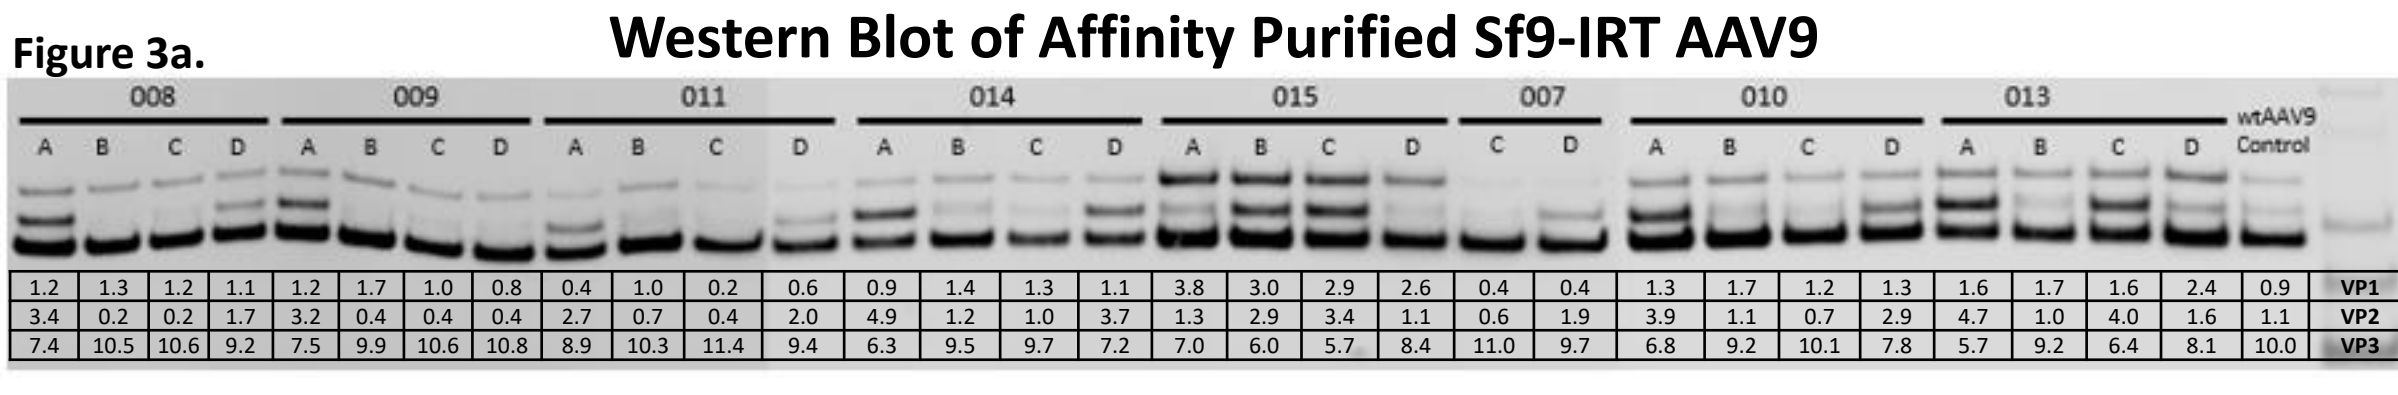 Western Blot of Affinity Purified Sf9-IRT AAV9
Figure 3a.
008 009 011 014 015 007 010 013 wtAAV9 Control
A B C D A B C D A B C D A B C D A B C D C D A B C D A B C D
1.2 1.3 1.2 1.1 1.2 1.7 1.0 0.8 0.4 1.0 0.2 0.6 0.9 1.4 1.3 1.1 3.8 3.0 2.9 2.6 0.4 0.4 1.3 1.7 1.2 1.3 1.6 1.7 1.6 2.4 0.9 VP1
3.4 0.2 0.2 1.7 3.2 0.4 0.4 0.4 2.7 0.7 0.4 2.0 4.9 1.2 1.0 3.7 1.3 2.9 3.4 1.1 0.6 1.9 3.9 1.1 0.7 2.9 4.7 1.0 4.0 1.6 1.1 VP2
7.4 10.5 10.6 9.2 7.5 9.9 10.6 10.8 8.9 10.3 11.4 9.4 6.3 9.5 9.7 7.2 7.0 6.0 5.7 8.4 11.0 9.7 6.8 9.2 10.1 7.8 5.7 9.2 6.4 8.1 10.0 VP3